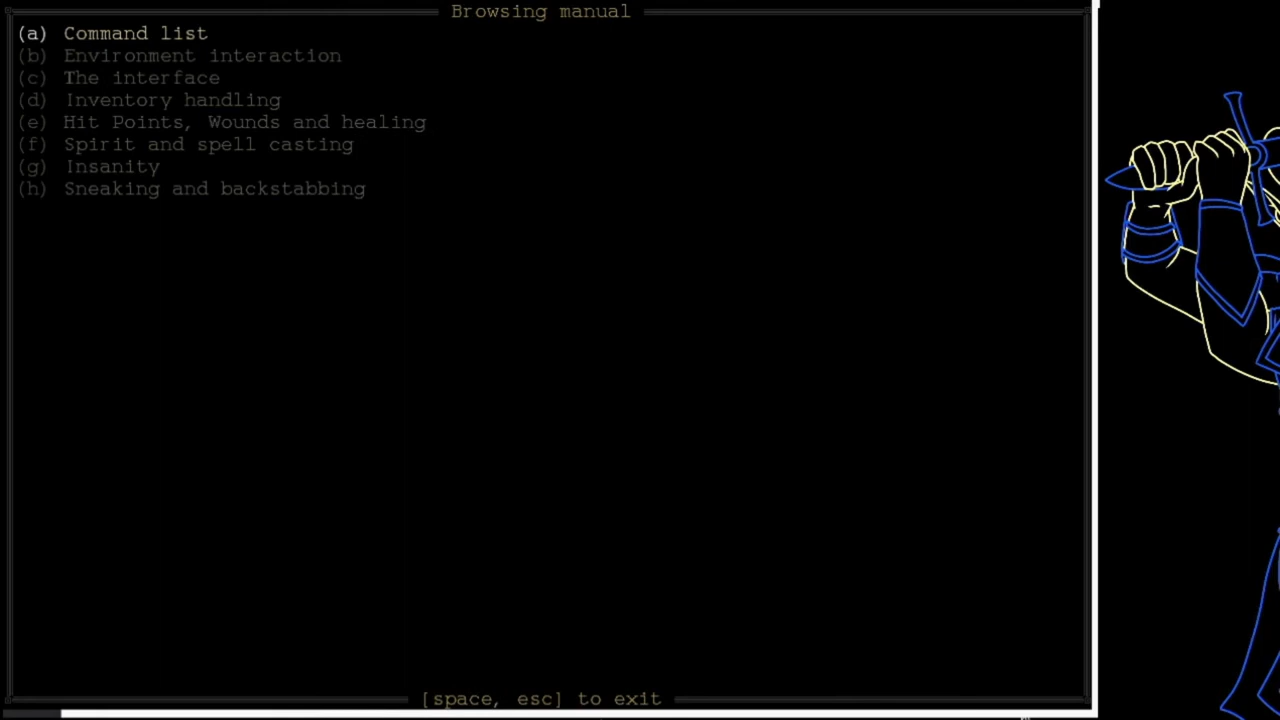 Browsing manual
(a) Command list
(b) Environment interaction
(c) The interface
(d) Inventory handling
(e) Hit Points, Wounds and healing
(f) Spirit and spell casting
(g) Insanity
(h) Sneaking and backstabbing
[space, esc] to exit